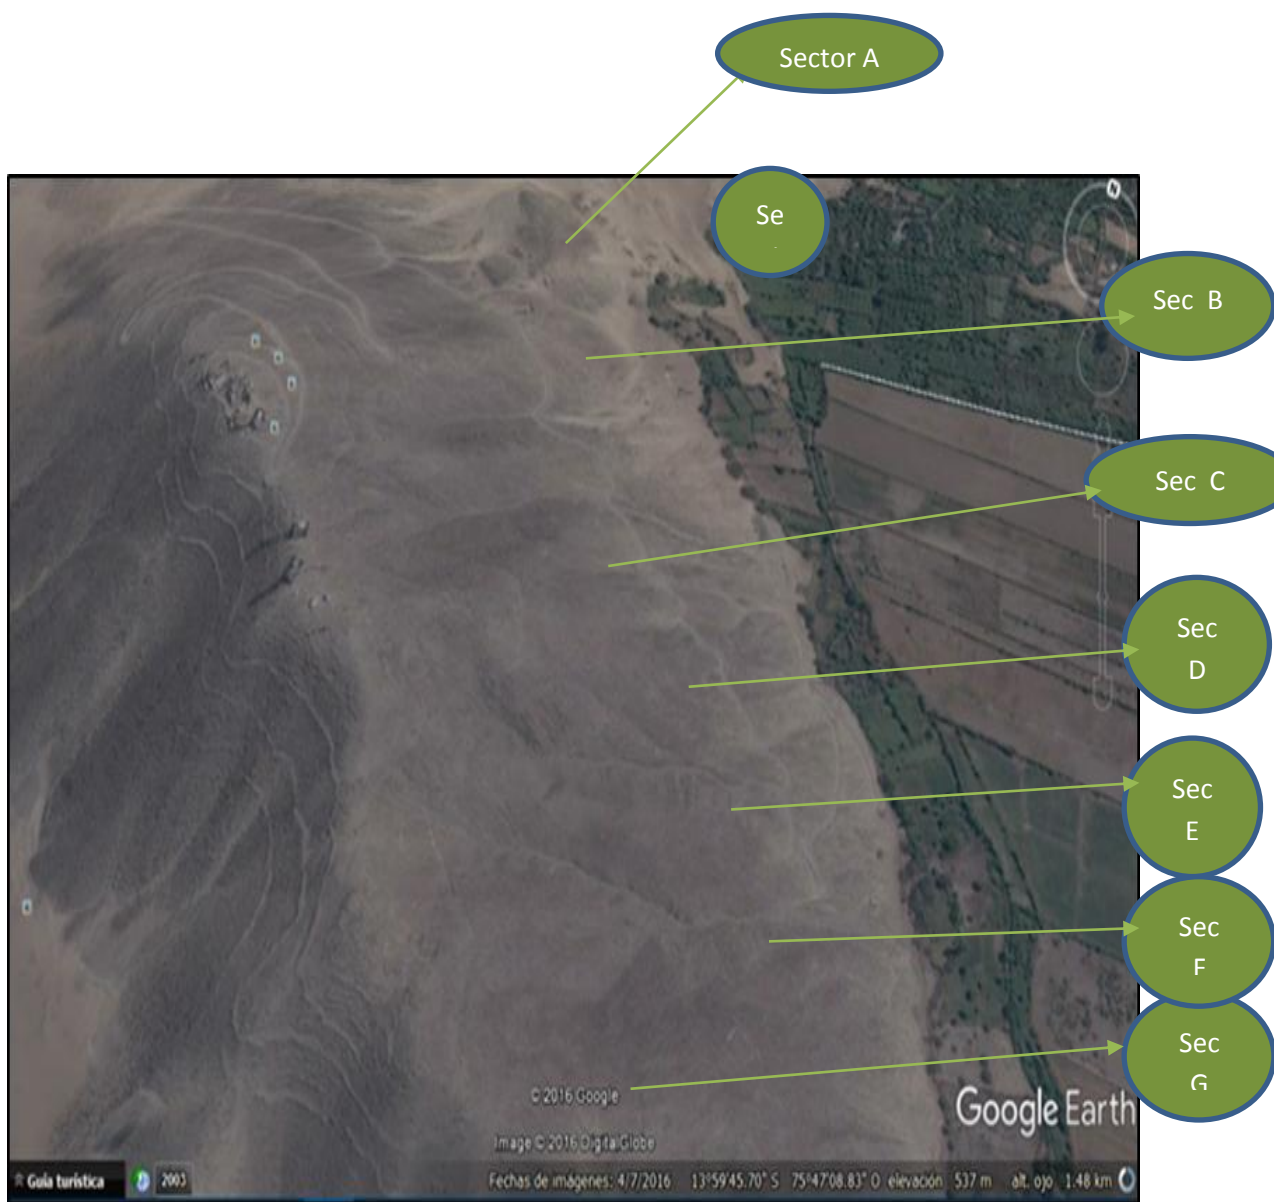 Sector A
Se
Sec B
Sec C
Sec
D
Sec
E
Sec
F
Sec
G
© 2016 Google
Google Earth
Image © 2016 DigitalGlobe
Guía turística
2003
Fechas de imágenes: 4/7/2016 13°59'45.70" S 75°47'08.83" O elevación 537 m alt. ojo 1.48 km